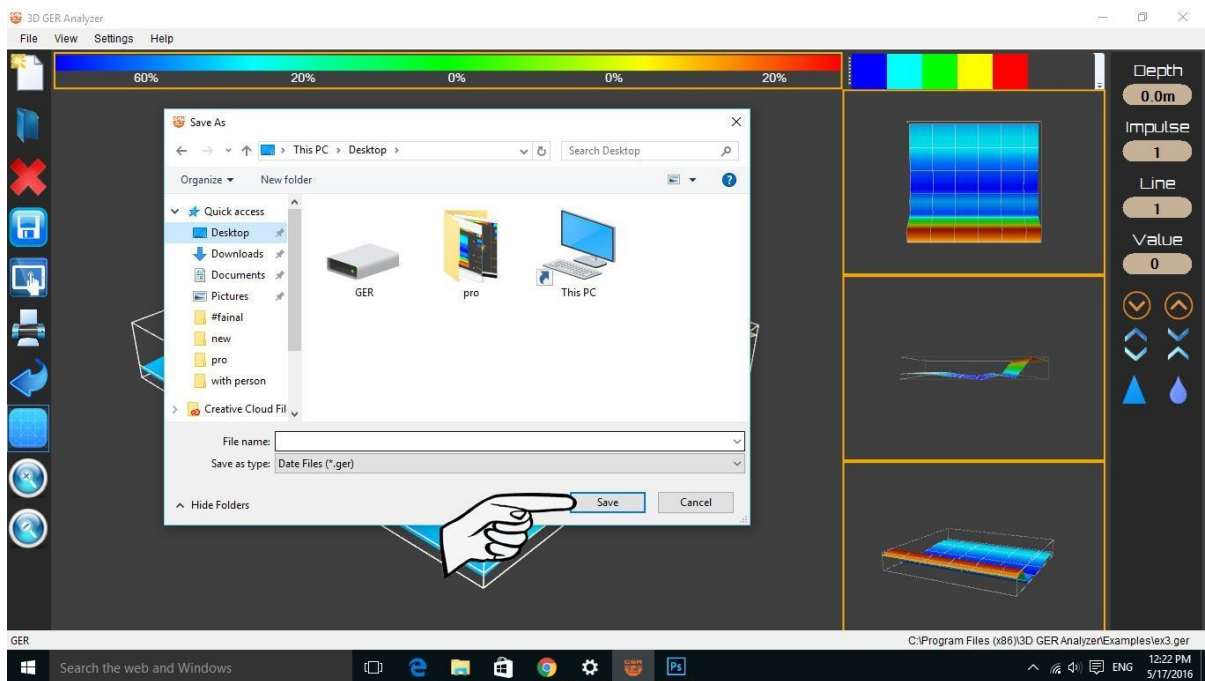 3D GER Analyzer
File View Settings Help
60% 20% 0% 0% 20%
Depth
0.0m
Impulse
1
Line
1
Value
0
Save As
This PC > Desktop >
Search Desktop
Organize
New folder
Quick access
Desktop
Downloads
Documents
Pictures
#fainal
new
pro
with person
Creative Cloud Fil
GER
pro
This PC
File name:
Save as type: Date Files (*.ger)
Hide Folders
Save
Cancel
GER
C:\Program Files (x86)\3D GER Analyzer\Examples\ex3.ger
Search the web and Windows
Ps
ENG
12:22 PM
5/17/2016